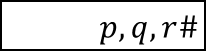 𝑝, 𝑞, 𝑟#